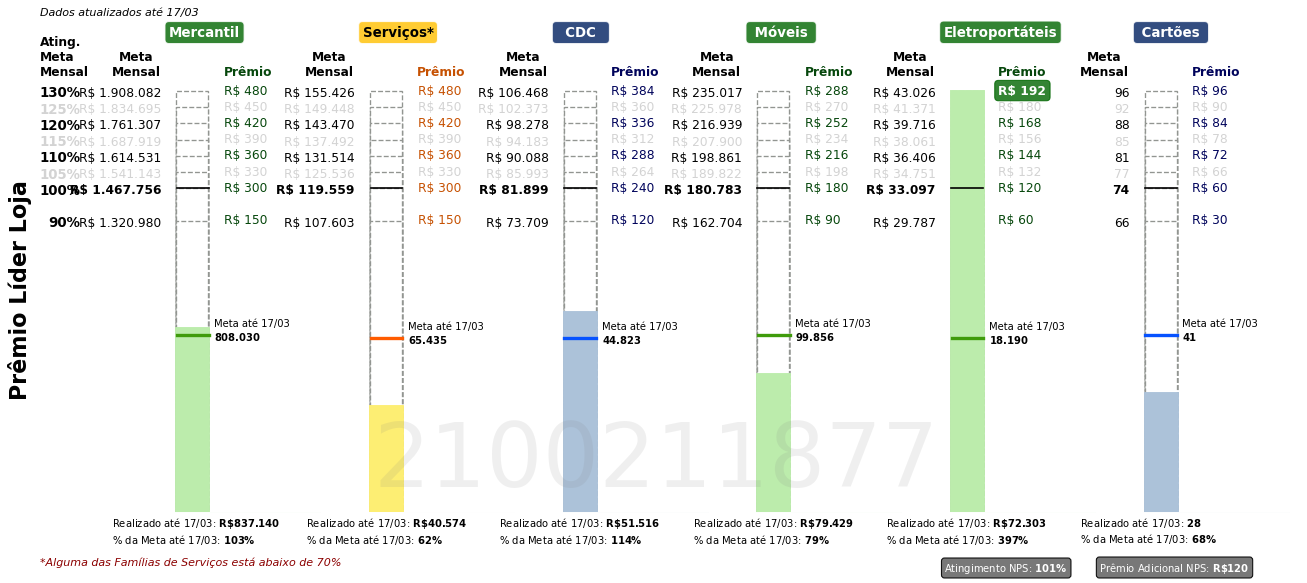 Dados atualizados até 17/03
Mercantil Serviços* CDC Móveis Eletroportáteis Cartões
Ating. Meta Mensal Meta Mensal Prêmio Meta Mensal Prêmio Meta Mensal Prêmio Meta Mensal Prêmio Meta Mensal Prêmio Meta Mensal Prêmio
130% R$ 1.908.082 R$ 480 R$ 155.426 R$ 480 R$ 106.468 R$ 384 R$ 235.017 R$ 288 R$ 43.026 R$ 192 96 R$ 96
125% R$ 1.834.695 R$ 450 R$ 149.448 R$ 450 R$ 102.373 R$ 360 R$ 225.978 R$ 270 R$ 41.371 R$ 180 92 R$ 90
120% R$ 1.761.307 R$ 420 R$ 143.470 R$ 420 R$ 98.278 R$ 336 R$ 216.939 R$ 252 R$ 39.716 R$ 168 88 R$ 84
115% R$ 1.687.919 R$ 390 R$ 137.492 R$ 390 R$ 94.183 R$ 312 R$ 207.900 R$ 234 R$ 38.061 R$ 156 85 R$ 78
110% R$ 1.614.531 R$ 360 R$ 131.514 R$ 360 R$ 90.088 R$ 288 R$ 198.861 R$ 216 R$ 36.406 R$ 144 81 R$ 72
105% R$ 1.541.143 R$ 330 R$ 125.536 R$ 330 R$ 85.993 R$ 264 R$ 189.822 R$ 198 R$ 34.751 R$ 132 77 R$ 66
100% R$ 1.467.756 R$ 300 R$ 119.559 R$ 300 R$ 81.899 R$ 240 R$ 180.783 R$ 180 R$ 33.097 R$ 120 74 R$ 60
90% R$ 1.320.980 R$ 150 R$ 107.603 R$ 150 R$ 73.709 R$ 120 R$ 162.704 R$ 90 R$ 29.787 R$ 60 66 R$ 30
Prêmio Líder Loja
Meta até 17/03 Meta até 17/03 Meta até 17/03 Meta até 17/03 Meta até 17/03 Meta até 17/03
808.030 65.435 44.823 99.856 18.190 41
2100211877
Realizado até 17/03: R$837.140 Realizado até 17/03: R$40.574 Realizado até 17/03: R$51.516 Realizado até 17/03: R$79.429 Realizado até 17/03: R$72.303 Realizado até 17/03: 28
% da Meta até 17/03: 103% % da Meta até 17/03: 62% % da Meta até 17/03: 114% % da Meta até 17/03: 79% % da Meta até 17/03: 397% % da Meta até 17/03: 68%
*Alguma das Famílias de Serviços está abaixo de 70%
Atingimento NPS: 101% Prêmio Adicional NPS: R$120